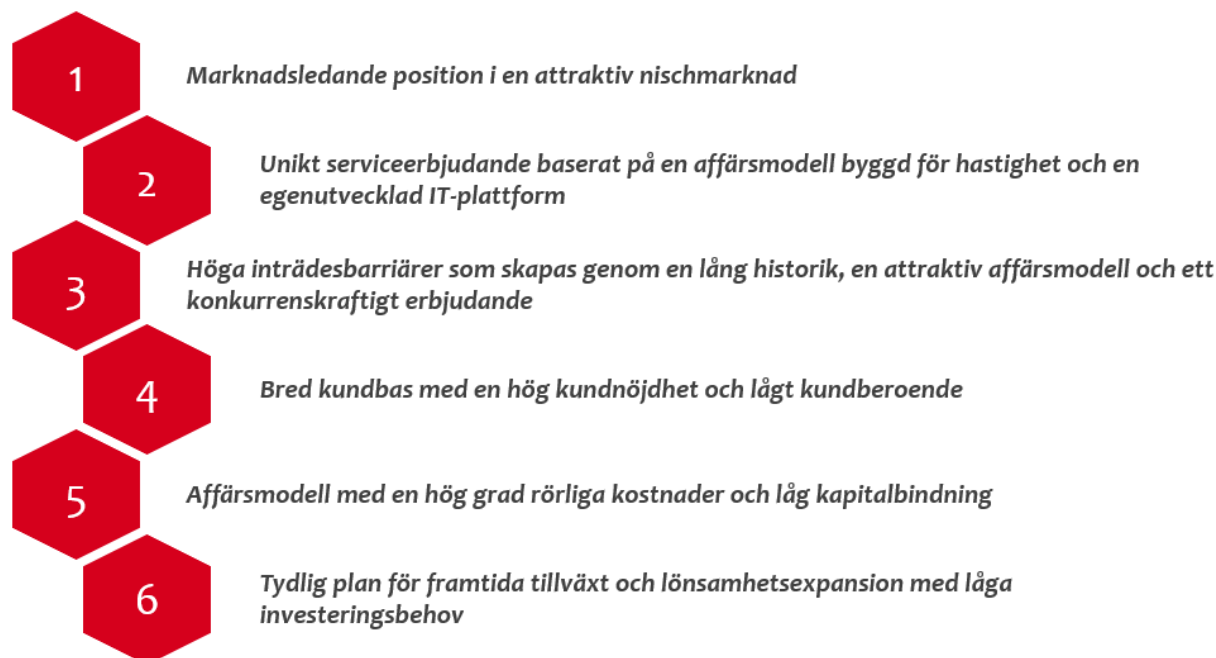 1
Marknadsledande position i en attraktiv nischmarknad
2
Unikt serviceerbjudande baserat på en affärsmodell byggd för hastighet och en
egenutvecklad IT-plattform
3
Höga inträdesbarriärer som skapas genom en lång historik, en attraktiv affärsmodell och ett
konkurrenskraftigt erbjudande
4
Bred kundbas med en hög kundnöjdhet och lågt kundberoende
5
Affärsmodell med en hög grad rörliga kostnader och låg kapitalbindning
6
Tydlig plan för framtida tillväxt och lönsamhetsexpansion med låga
investeringsbehov